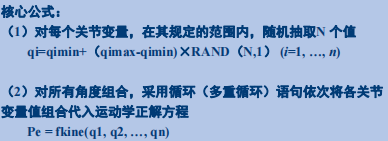 核心公式：
（1）对每个关节变量，在其规定的范围内，随机抽取N 个值
qi=qimin+（qimax-qimin)×RAND（N,1） (i=1, …, n)
（2）对所有角度组合，采用循环（多重循环）语句依次将各关节
变量值组合代入运动学正解方程
Pe = fkine(q1, q2, …, qn)